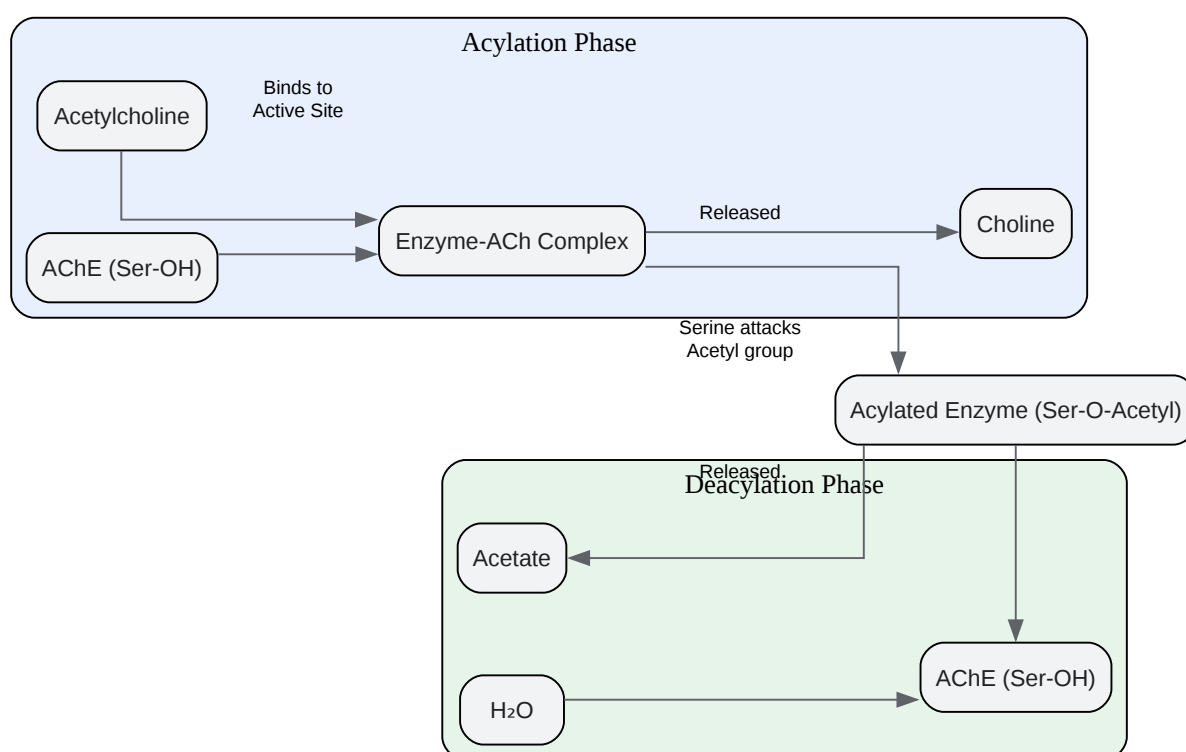 Acylation Phase
Binds to
Active Site
Acetylcholine
Released
Choline
Enzyme-ACh Complex
AChE (Ser-OH)
Serine attacks
Acetyl group
Acylated Enzyme (Ser-O-Acetyl)
Released
Deacylation Phase
Acetate
AChE (Ser-OH)
H₂O